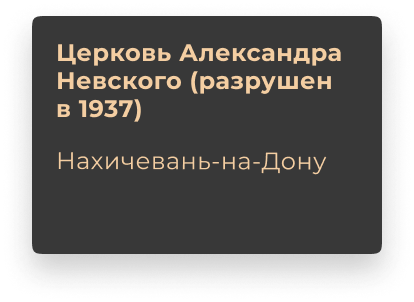 Церковь Александра
Невского (разрушен
в 1937)
Нахичевань-на-Дону